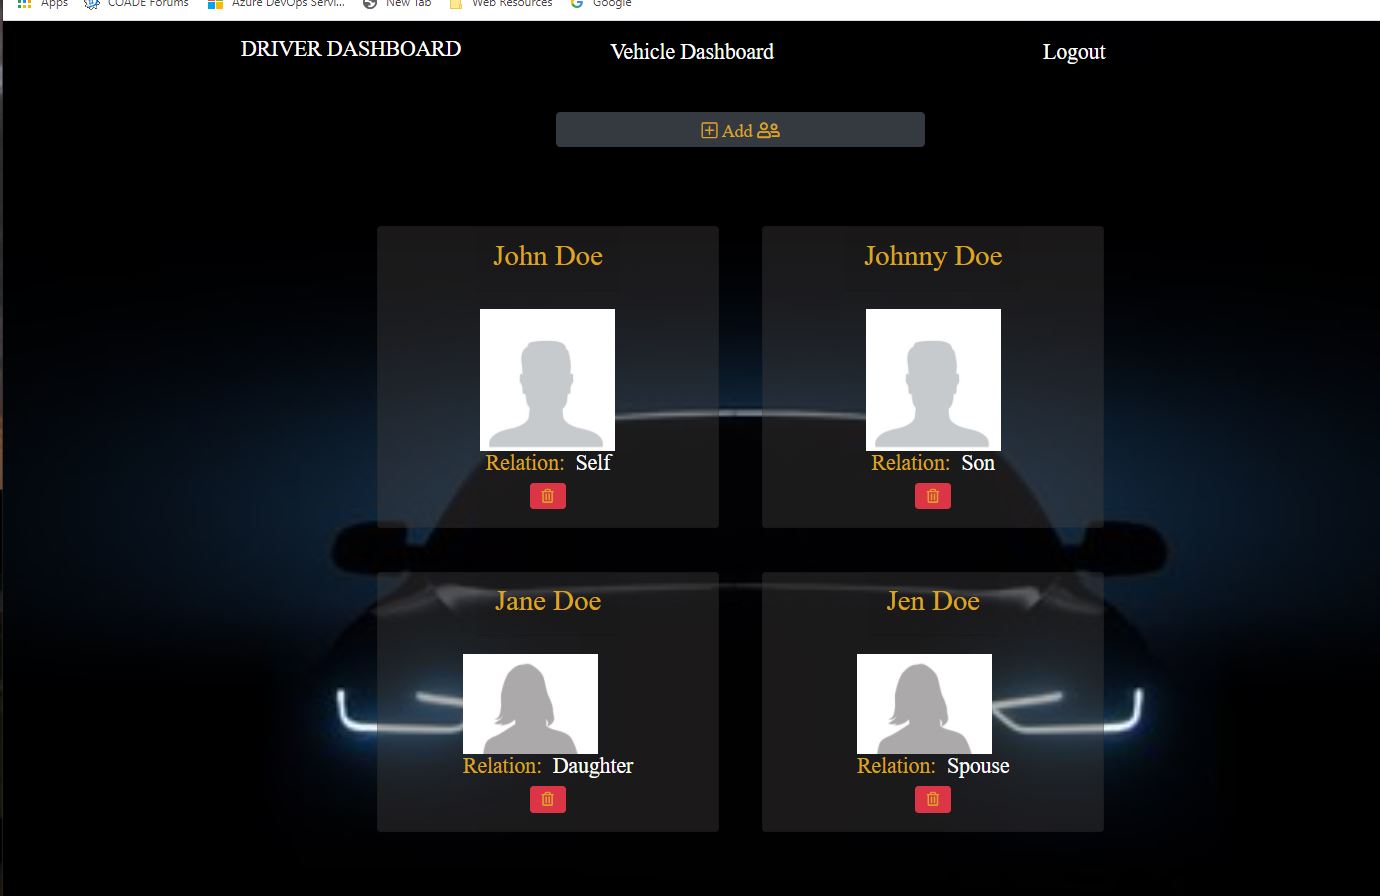 Apps COADE Forums Azure DevOps Servi... New Tab Web Resources Google
DRIVER DASHBOARD Vehicle Dashboard Logout
Add
John Doe Johnny Doe
Relation: Self Relation: Son
Jane Doe Jen Doe
Relation: Daughter Relation: Spouse